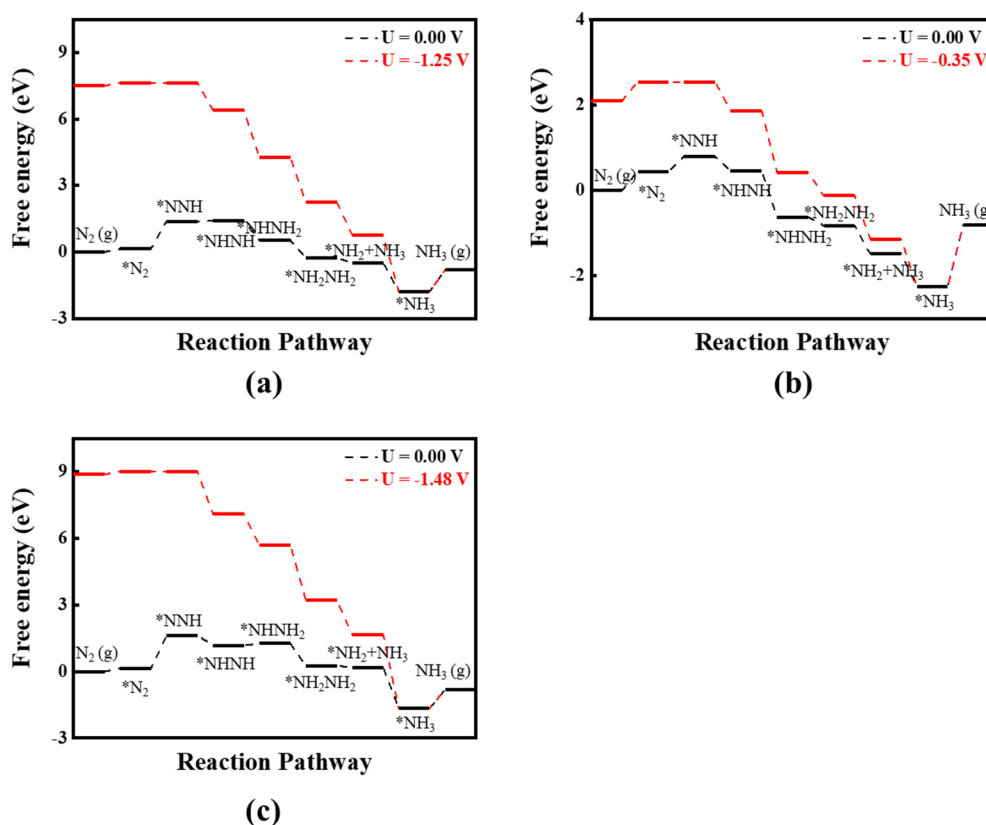 U = 0.00 V
U = -1.25 V
9
6
3
0
-3
Free energy (eV)
N₂ (g)
*N₂
*NNH
*NHNH
*NHNH₂
*NH₂NH₂
*NH₂+NH₃
*NH₃
NH₃ (g)
Reaction Pathway
(a)
U = 0.00 V
U = -0.35 V
4
2
0
-2
Free energy (eV)
N₂ (g)
*N₂
*NNH
*NHNH
*NHNH₂
*NH₂NH₂
*NH₂+NH₃
*NH₃
NH₃ (g)
Reaction Pathway
(b)
U = 0.00 V
U = -1.48 V
9
6
3
0
-3
Free energy (eV)
N₂ (g)
*N₂
*NNH
*NHNH
*NHNH₂
*NH₂NH₂
*NH₂+NH₃
*NH₃
NH₃ (g)
Reaction Pathway
(c)